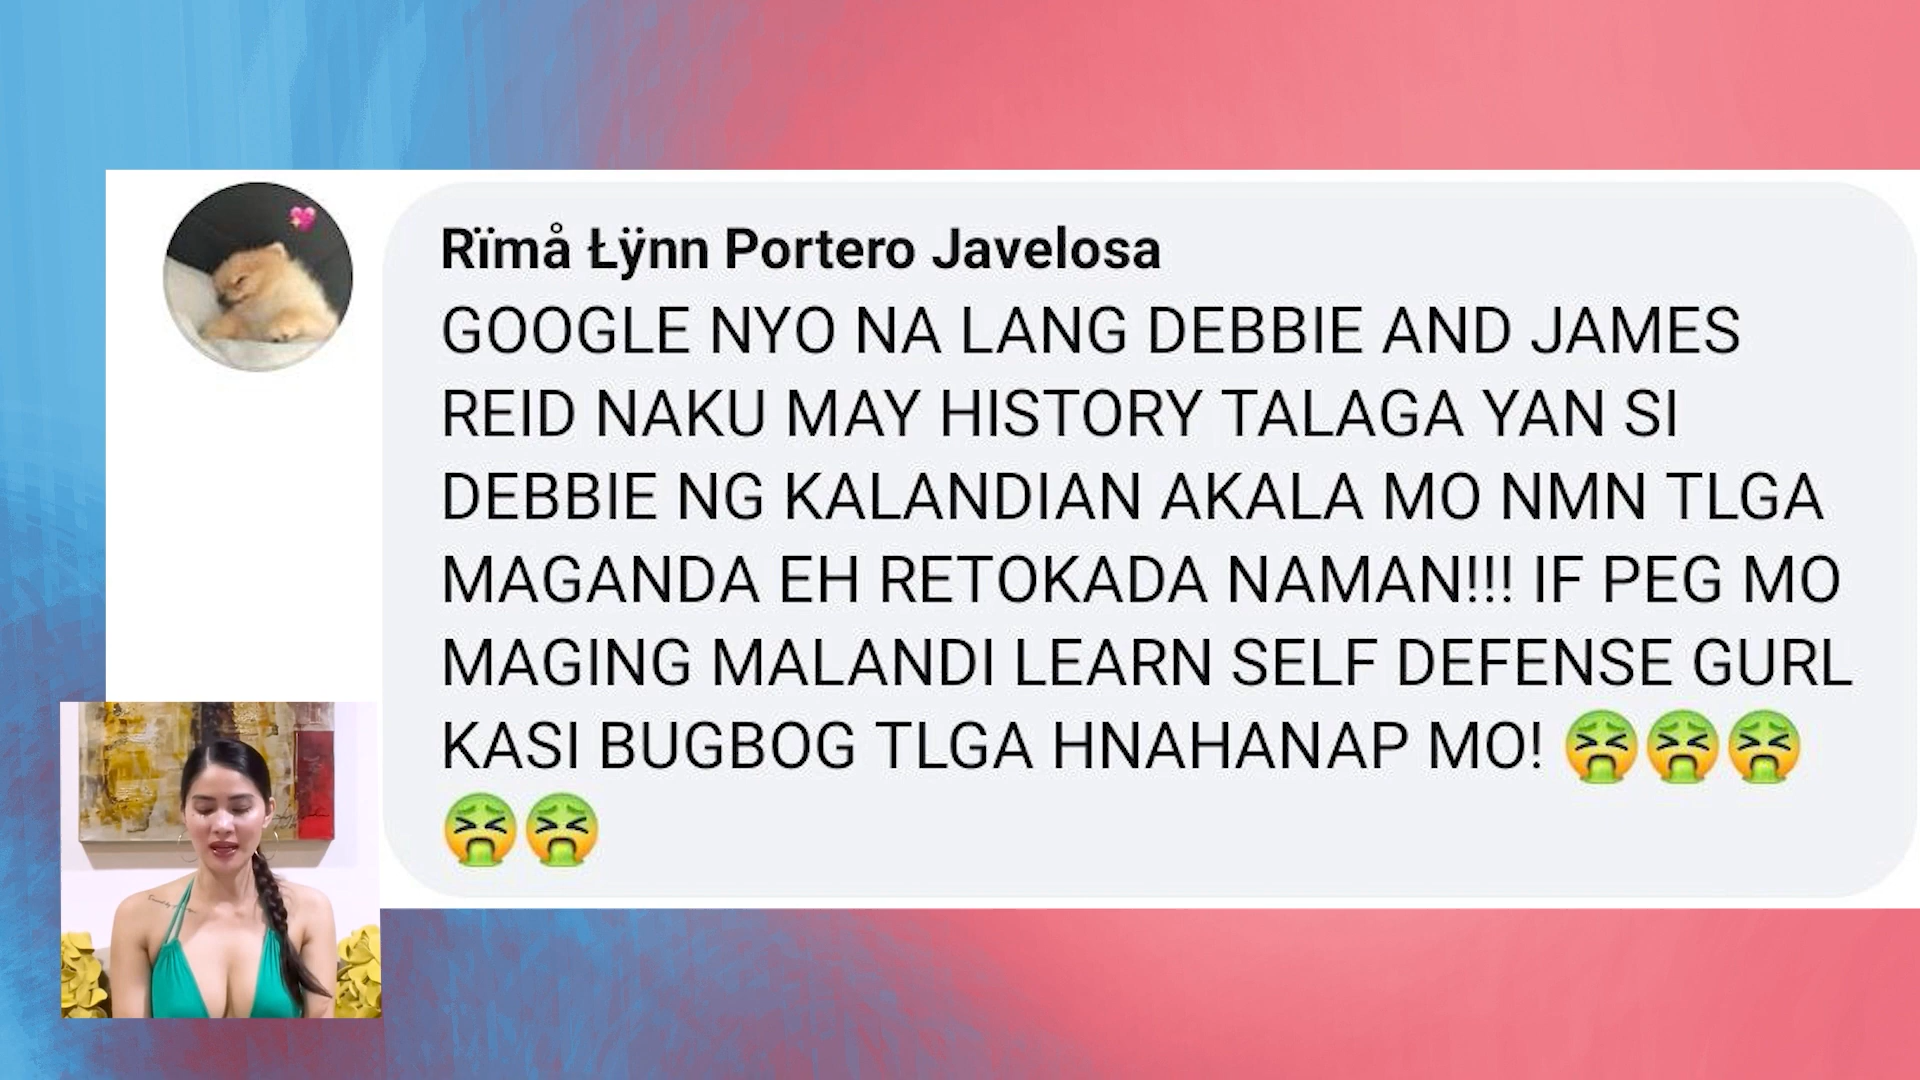 Rïmå Łÿnn Portero Javelosa
GOOGLE NYO NA LANG DEBBIE AND JAMES
REID NAKU MAY HISTORY TALAGA YAN SI
DEBBIE NG KALANDIAN AKALA MO NMN TLGA
MAGANDA EH RETOKADA NAMAN!!! IF PEG MO
MAGING MALANDI LEARN SELF DEFENSE GURL
KASI BUGBOG TLGA HNAHANAP MO! 🤮🤮🤮
🤮🤮